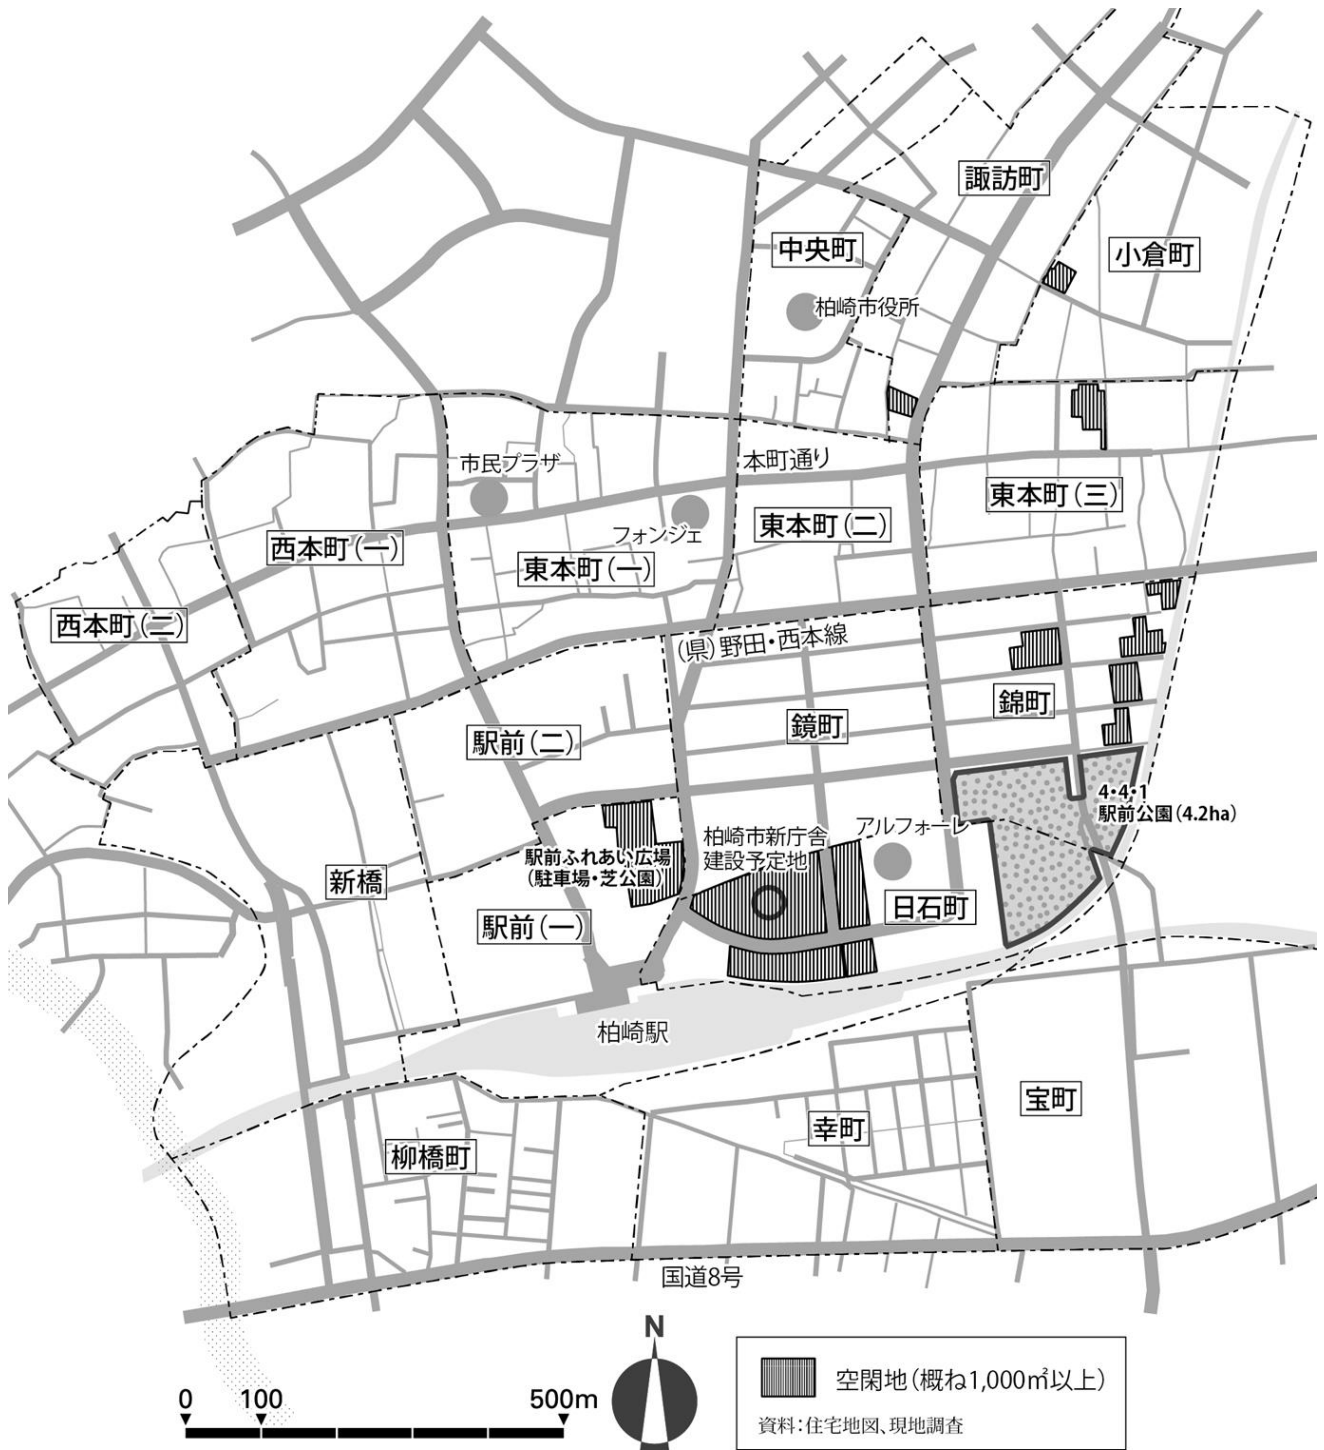 諏訪町
中央町
小倉町
柏崎市役所
本町通り
市民プラザ
東本町(三)
東本町(二)
フォンジェ
西本町(一)
東本町(一)
西本町(二)
(県)野田・西本線
錦町
鏡町
駅前(二)
4・4・1
駅前公園(4.2ha)
アルフォーレ
柏崎市新庁舎
建設予定地
駅前ふれあい広場
(駐車場・芝公園)
新橋
日石町
駅前(一)
柏崎駅
宝町
幸町
柳橋町
国道8号
N
0 100 500m
空閑地(概ね1,000㎡以上)
資料:住宅地図、現地調査